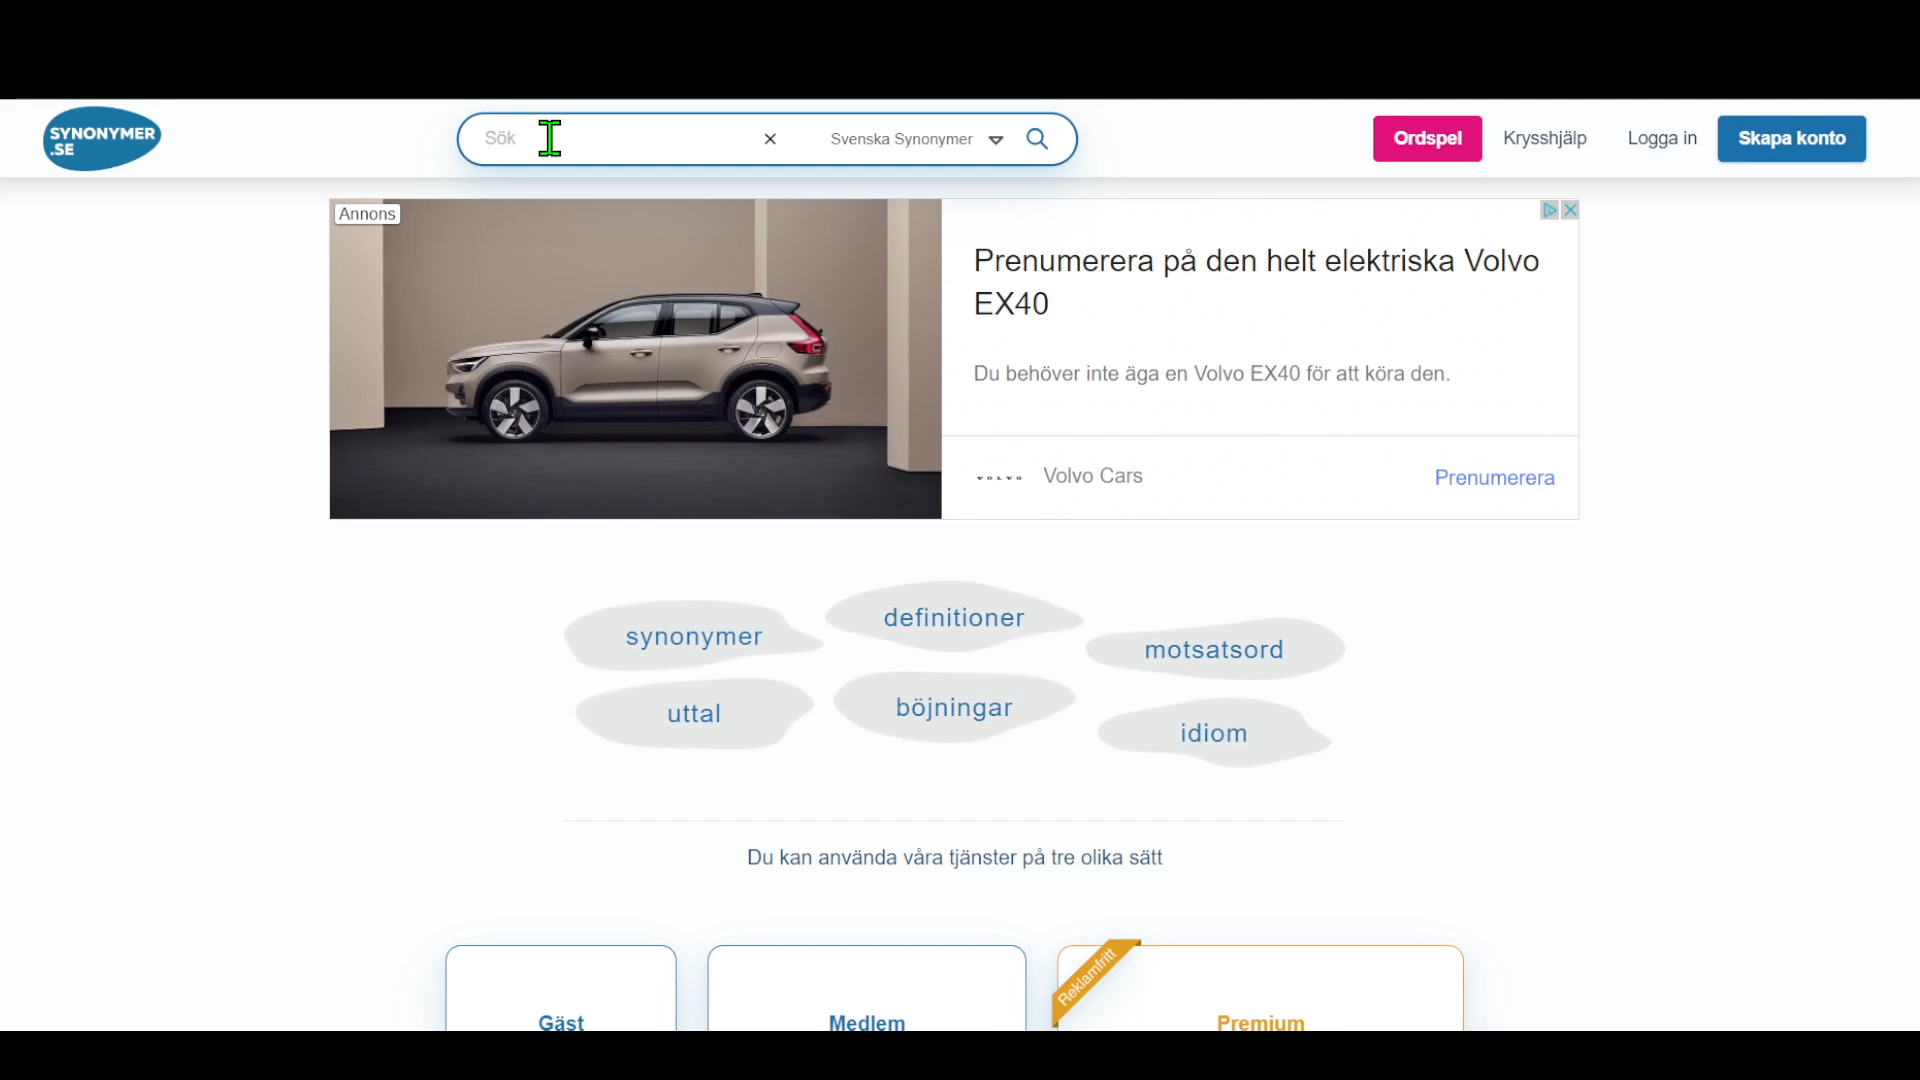 SYNONYMER
.SE
Sök
Svenska Synonymer
Ordspel
Krysshjälp
Logga in
Skapa konto
Annons
Prenumerera på den helt elektriska Volvo
EX40
Du behöver inte äga en Volvo EX40 för att köra den.
VOLVO
Volvo Cars
Prenumerera
synonymer
definitioner
motsatsord
uttal
böjningar
idiom
Du kan använda våra tjänster på tre olika sätt
Gäst
Medlem
Reklamfritt
Premium